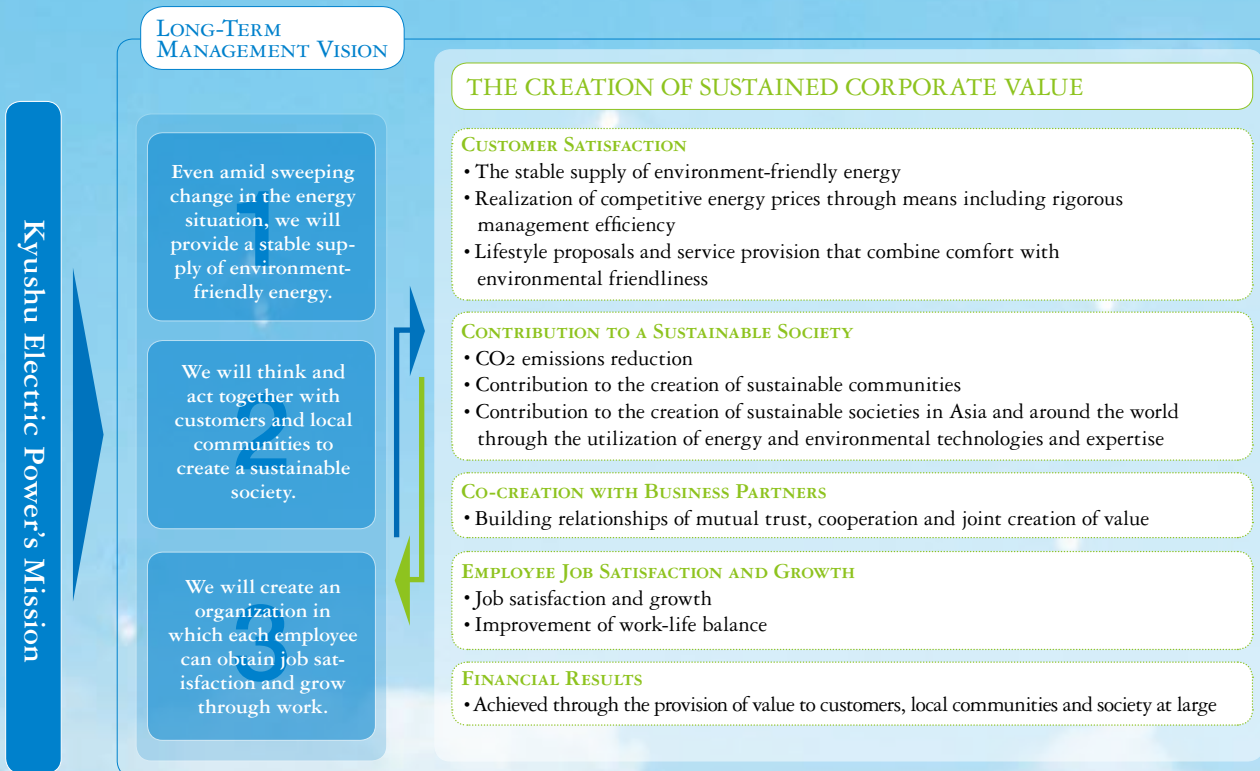 Kyushu Electric Power's Mission
Long-Term
Management Vision
1
Even amid sweeping
change in the energy
situation, we will
provide a stable sup-
ply of environment-
friendly energy.
2
We will think and
act together with
customers and local
communities to
create a sustainable
society.
3
We will create an
organization in
which each employee
can obtain job sat-
isfaction and grow
through work.
THE CREATION OF SUSTAINED CORPORATE VALUE
Customer Satisfaction
• The stable supply of environment-friendly energy
• Realization of competitive energy prices through means including rigorous
management efficiency
• Lifestyle proposals and service provision that combine comfort with
environmental friendliness
Contribution to a Sustainable Society
• CO2 emissions reduction
• Contribution to the creation of sustainable communities
• Contribution to the creation of sustainable societies in Asia and around the world
through the utilization of energy and environmental technologies and expertise
Co-creation with Business Partners
• Building relationships of mutual trust, cooperation and joint creation of value
Employee Job Satisfaction and Growth
• Job satisfaction and growth
• Improvement of work-life balance
Financial Results
• Achieved through the provision of value to customers, local communities and society at large